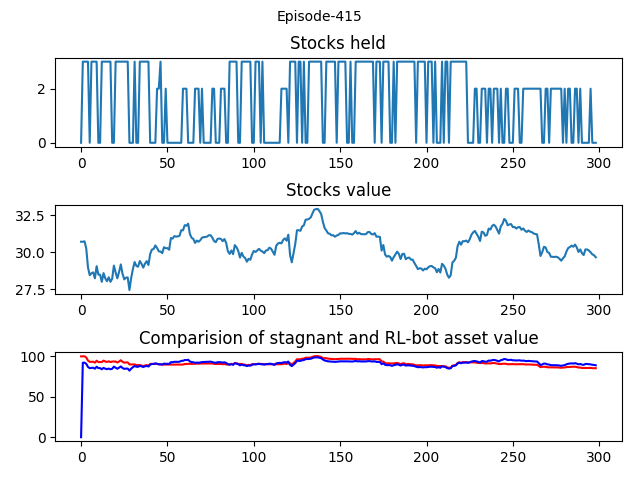 Episode-415
Stocks held
2
0
0 50 100 150 200 250 300
Stocks value
32.5
30.0
27.5
0 50 100 150 200 250 300
Comparision of stagnant and RL-bot asset value
100
50
0
0 50 100 150 200 250 300